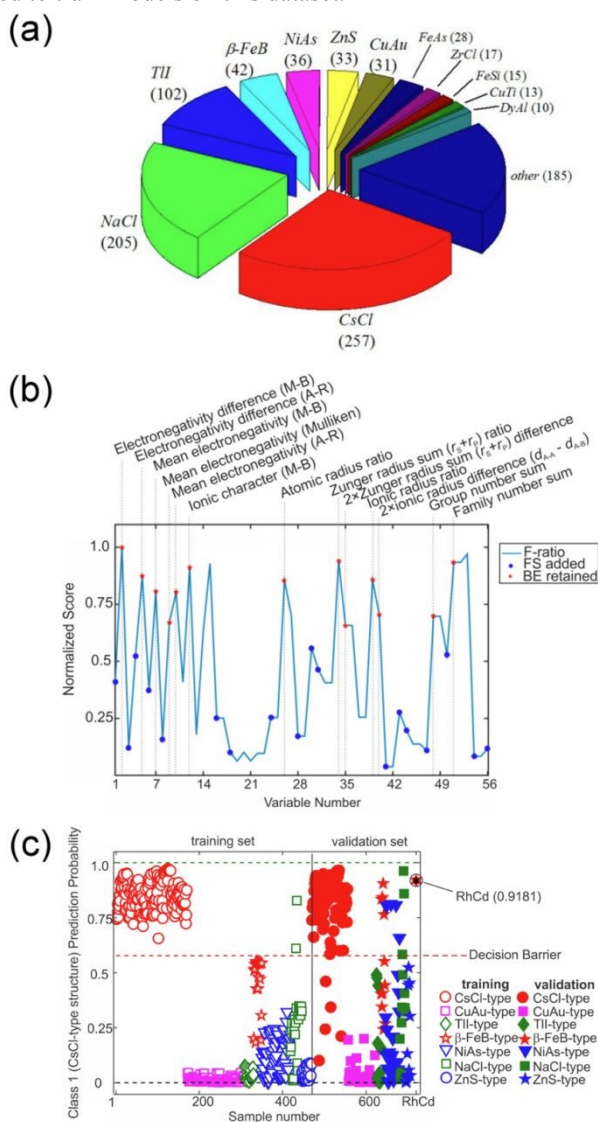 (a)
ZnS
(33)
NiAs
(36)
CuAu
(31)
β-FeB
(42)
FeAs (28)
ZrCl (17)
FeSi (15)
CuTi (13)
DyAl (10)
TlI
(102)
other (185)
NaCl
(205)
CsCl
(257)
(b)
Electronegativity difference (M-B)
Electronegativity difference (A-R)
Mean electronegativity (M-B)
Mean electronegativity (Mulliken)
Mean electronegativity (A-R)
Ionic character (M-B)
Atomic radius ratio
Zunger radius sum (rS+rP) ratio
2×Zunger radius sum (rS+rP) difference
Ionic radius ratio
2×ionic radius difference (dA-A - dA-B)
Group number sum
Family number sum
Normalized Score
1.0
0.75
0.5
0.25
1 7 14 21 28 35 42 49 56
Variable Number
F-ratio
FS added
BE retained
(c)
training set validation set
Class 1 (CsCl-type structure) Prediction Probability
1.0
0.75
0.5
0.25
0
RhCd (0.9181)
Decision Barrier
1 200 400 600 RhCd
Sample number
training validation
CsCl-type CsCl-type
CuAu-type CuAu-type
TlI-type TlI-type
β-FeB-type β-FeB-type
NiAs-type NiAs-type
NaCl-type NaCl-type
ZnS-type ZnS-type